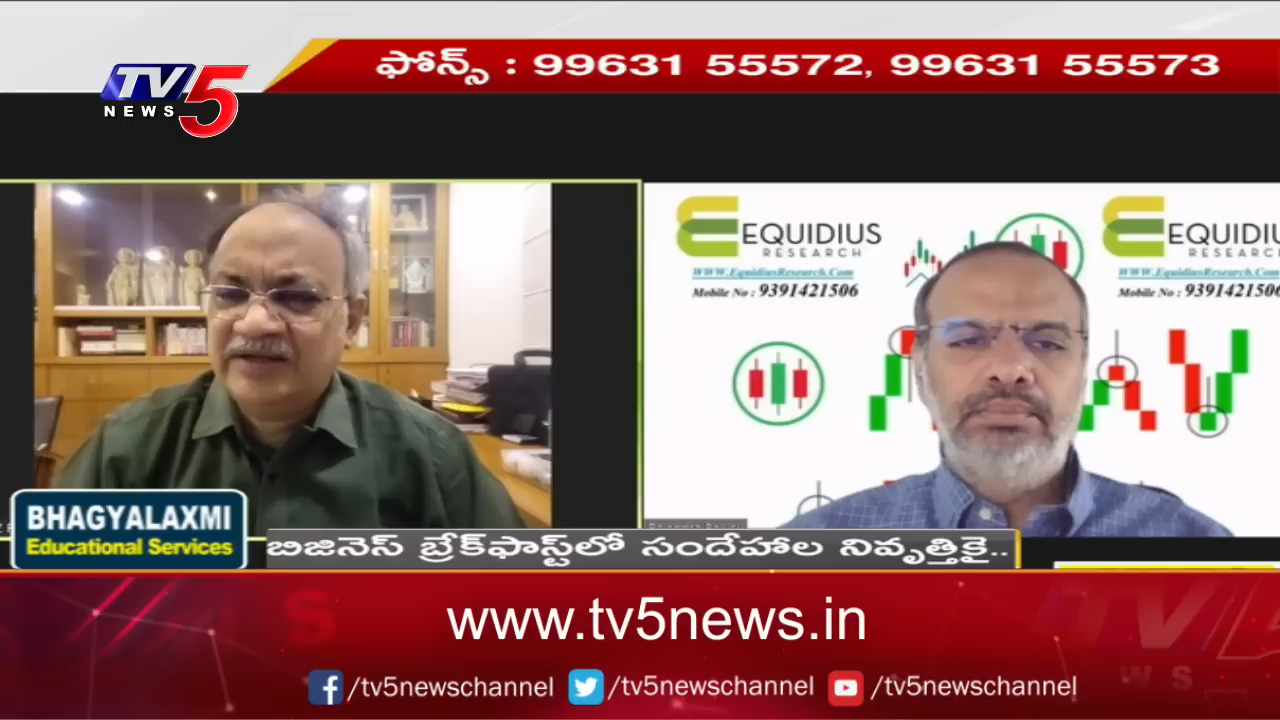 ఫోన్స్ : 99631 55572, 99631 55573
TV5
NEWS
EQUIDIUS
RESEARCH
WWW.EquidiusResearch.Com
Mobile No : 9391421506
EQUIDIU
RESEARCH
WWW.EquidiusResearch.Com
Mobile No : 9391421506
BHAGYALAXMI
Educational Services
బిజినెస్ బ్రేక్‌ఫాస్ట్‌లో సందేహాల నివృత్తికై..
www.tv5news.in
/tv5newschannel /tv5newschannel /tv5newschannel